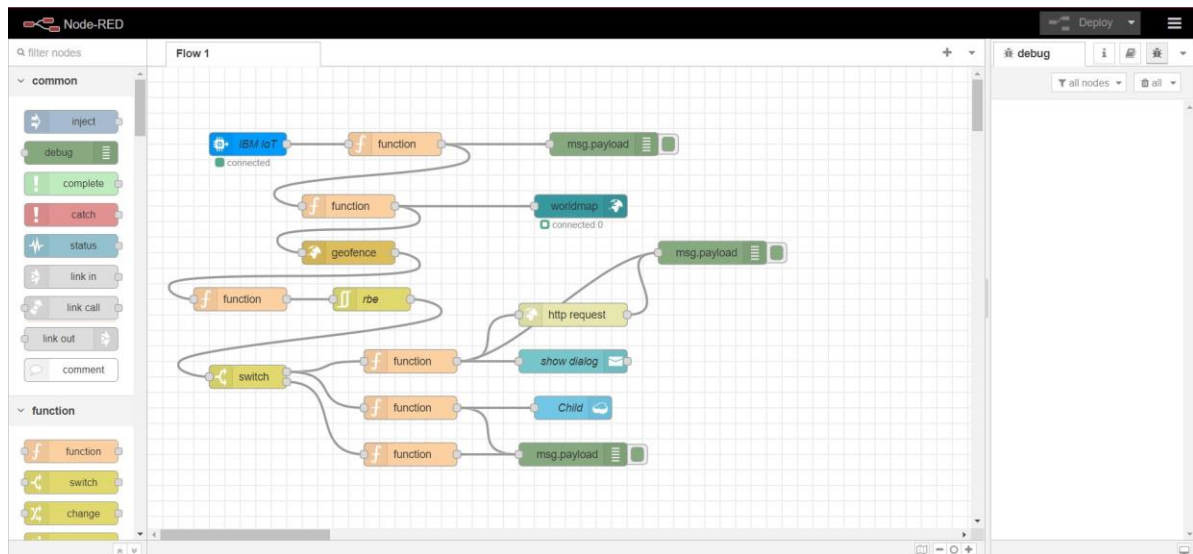 Node-RED
Deploy
filter nodes
common
inject
debug
complete
catch
status
link in
link call
link out
comment
function
function
switch
change
Flow 1
IBM IoT
connected
function
msg.payload
function
worldmap
connected 0
geofence
msg.payload
function
rbe
http request
switch
function
show dialog
function
Child
function
msg.payload
debug
i
all nodes
all